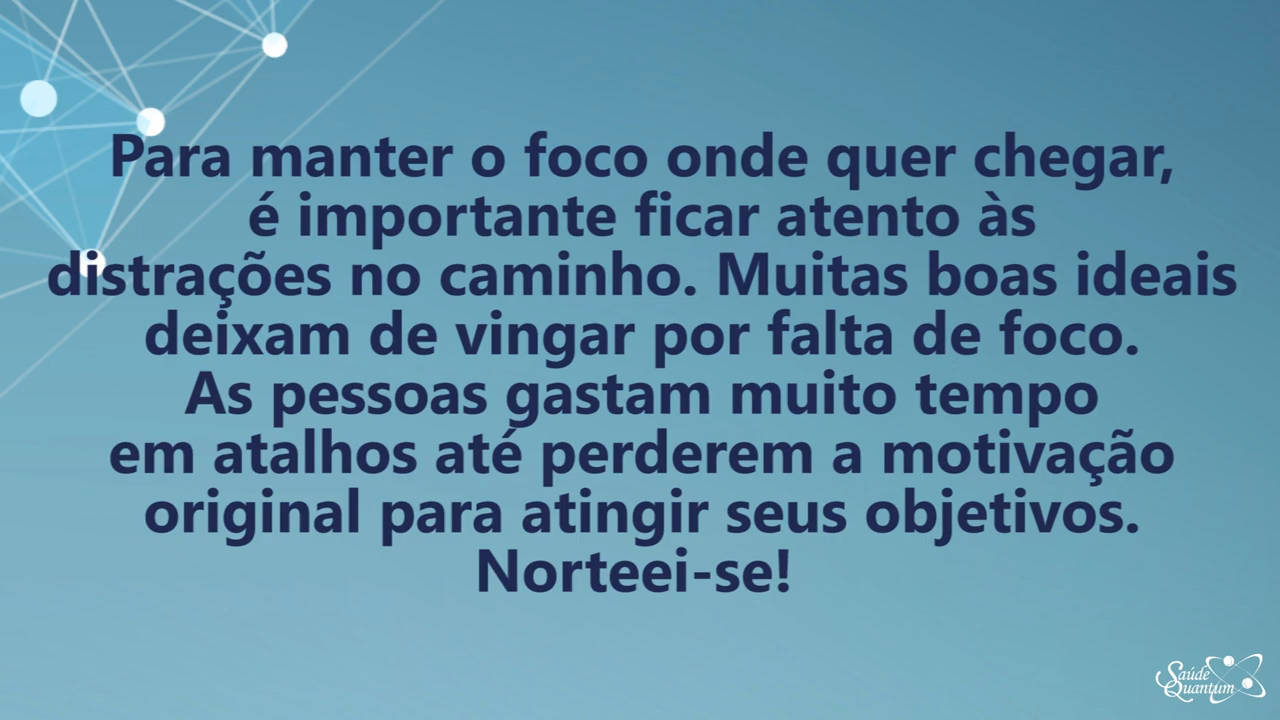 Para manter o foco onde quer chegar,
é importante ficar atento às
distrações no caminho. Muitas boas ideais
deixam de vingar por falta de foco.
As pessoas gastam muito tempo
em atalhos até perderem a motivação
original para atingir seus objetivos.
Norteei-se!
Saúde
Quantum